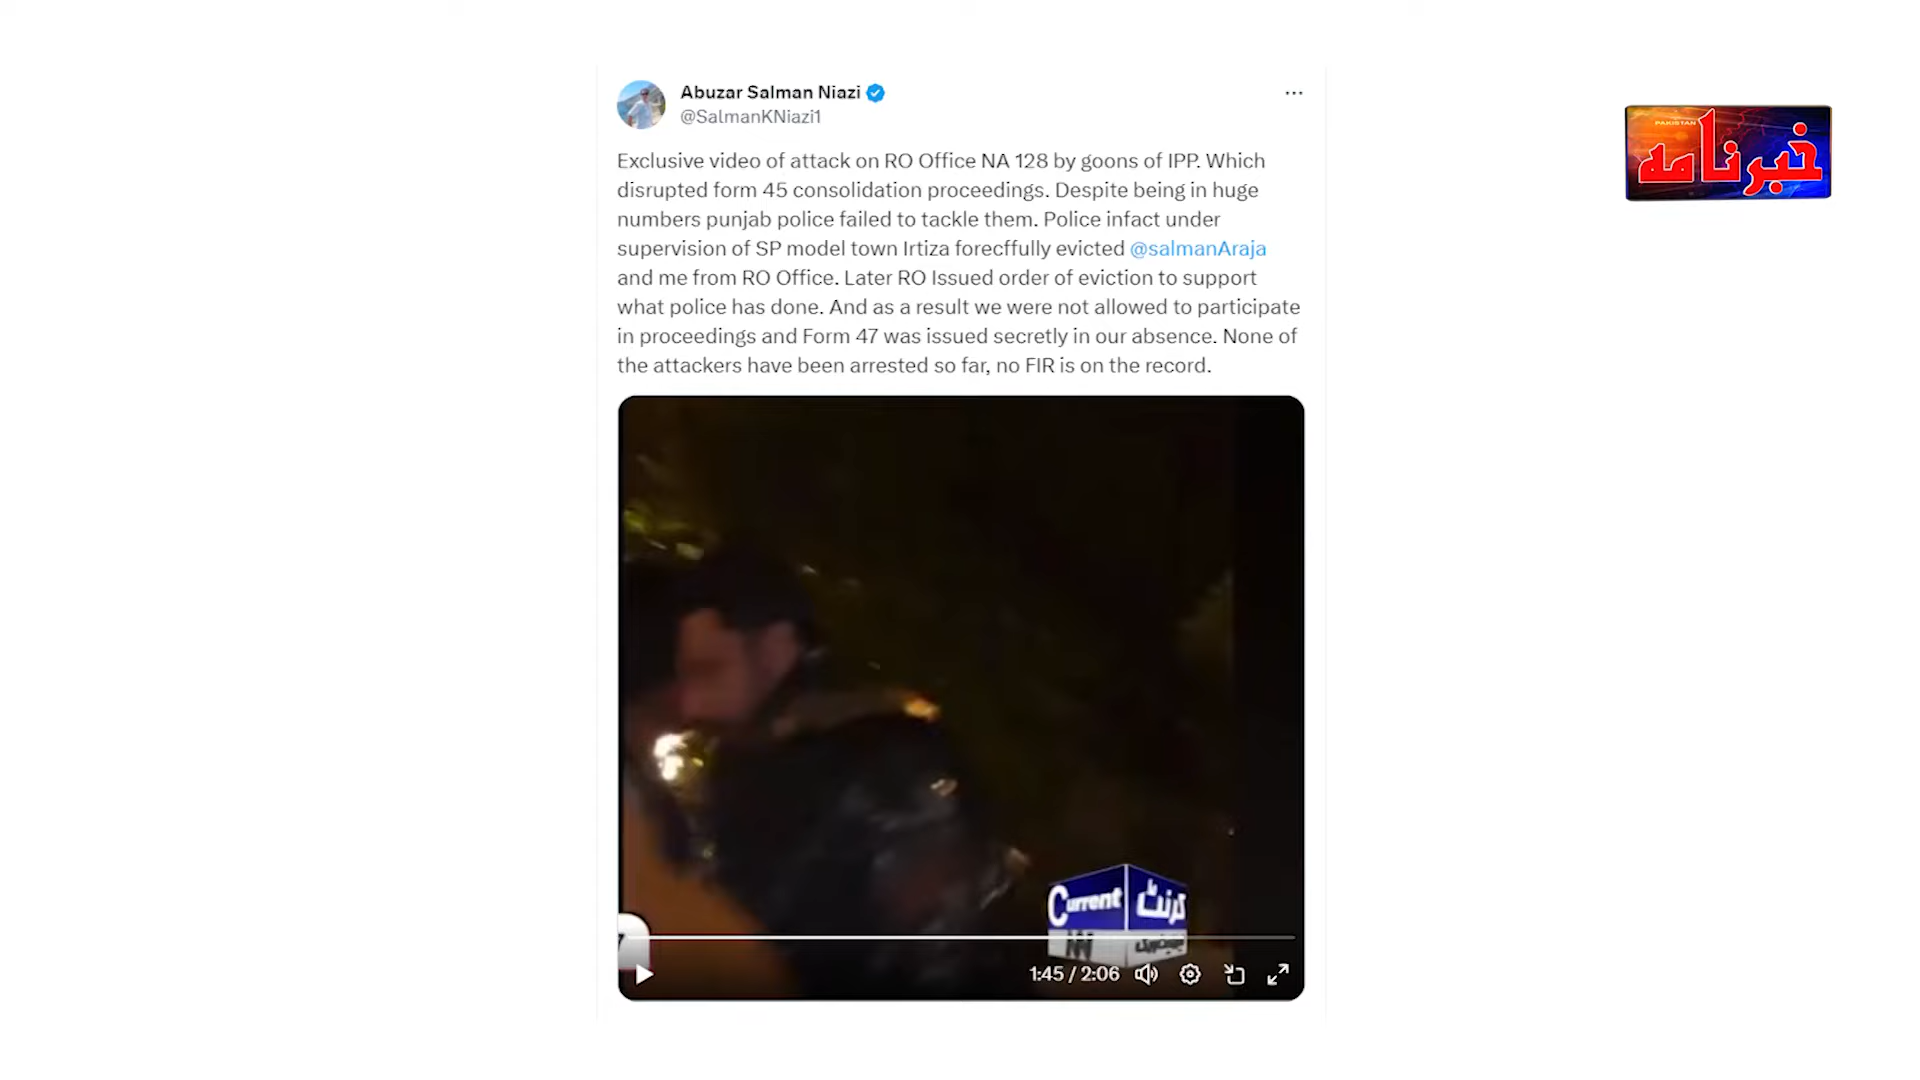 Abuzar Salman Niazi
@SalmanKNiazi1
Exclusive video of attack on RO Office NA 128 by goons of IPP. Which
disrupted form 45 consolidation proceedings. Despite being in huge
numbers punjab police failed to tackle them. Police infact under
supervision of SP model town Irtiza forecffully evicted @salmanAraja
and me from RO Office. Later RO Issued order of eviction to support
what police has done. And as a result we were not allowed to participate
in proceedings and Form 47 was issued secretly in our absence. None of
the attackers have been arrested so far, no FIR is on the record.
PAKISTAN
خبرنامہ
Current کرنٹ
1:45 / 2:06